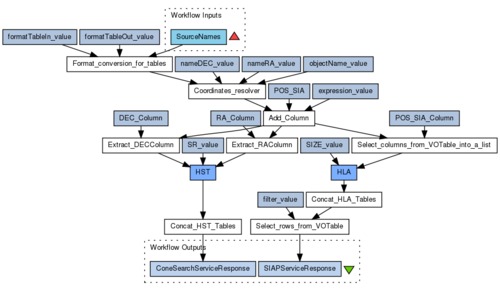 Workflow Inputs
formatTableIn_value
formatTableOut_value
SourceNames
Format_conversion_for_tables
nameDEC_value
nameRA_value
objectName_value
Coordinates_resolver
POS_SIA
expression_value
DEC_Column
RA_Column
Add_Column
POS_SIA_Column
Extract_DECColumn
SR_value
Extract_RAColumn
SIZE_value
Select_columns_from_VOTable_into_a_list
HST
HLA
filter_value
Concat_HLA_Tables
Concat_HST_Tables
Select_rows_from_VOTable
Workflow Outputs
ConeSearchServiceResponse
SIAPServiceResponse